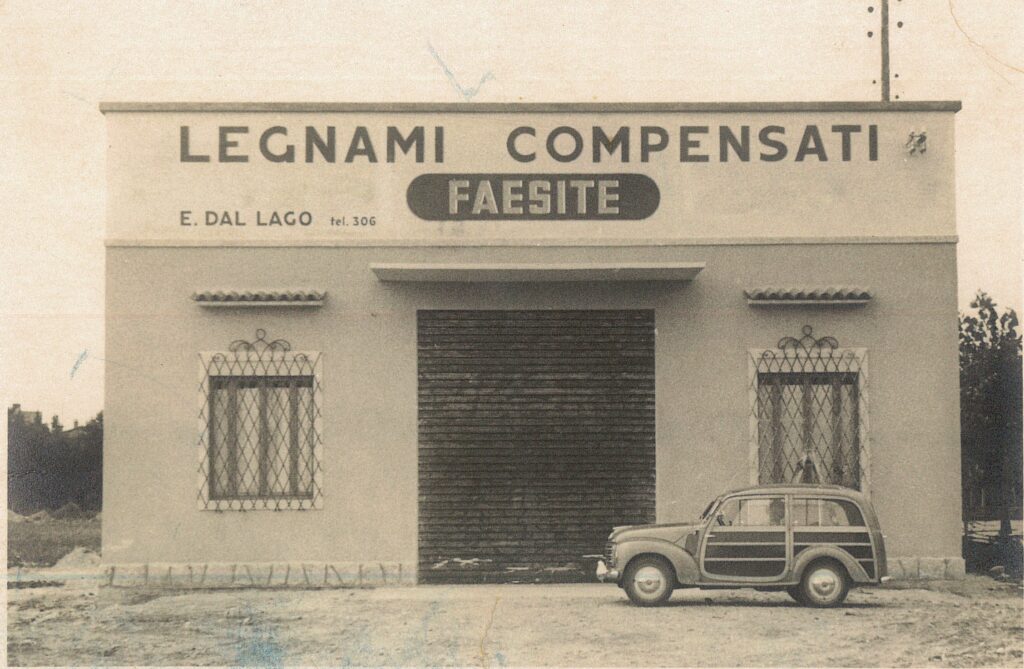 LEGNAMI COMPENSATI
FAESITE
E. DAL LAGO tel. 306